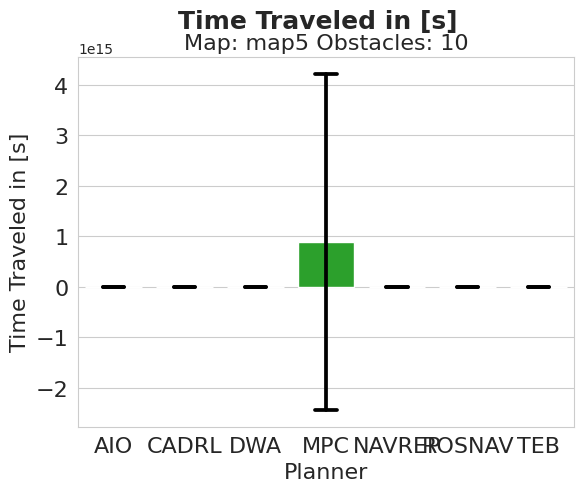 Time Traveled in [s]
Map: map5 Obstacles: 10
1e15
4
3
2
1
0
−1
−2
Time Traveled in [s]
AIO CADRL DWA MPC NAVREP ROSNAV TEB
Planner